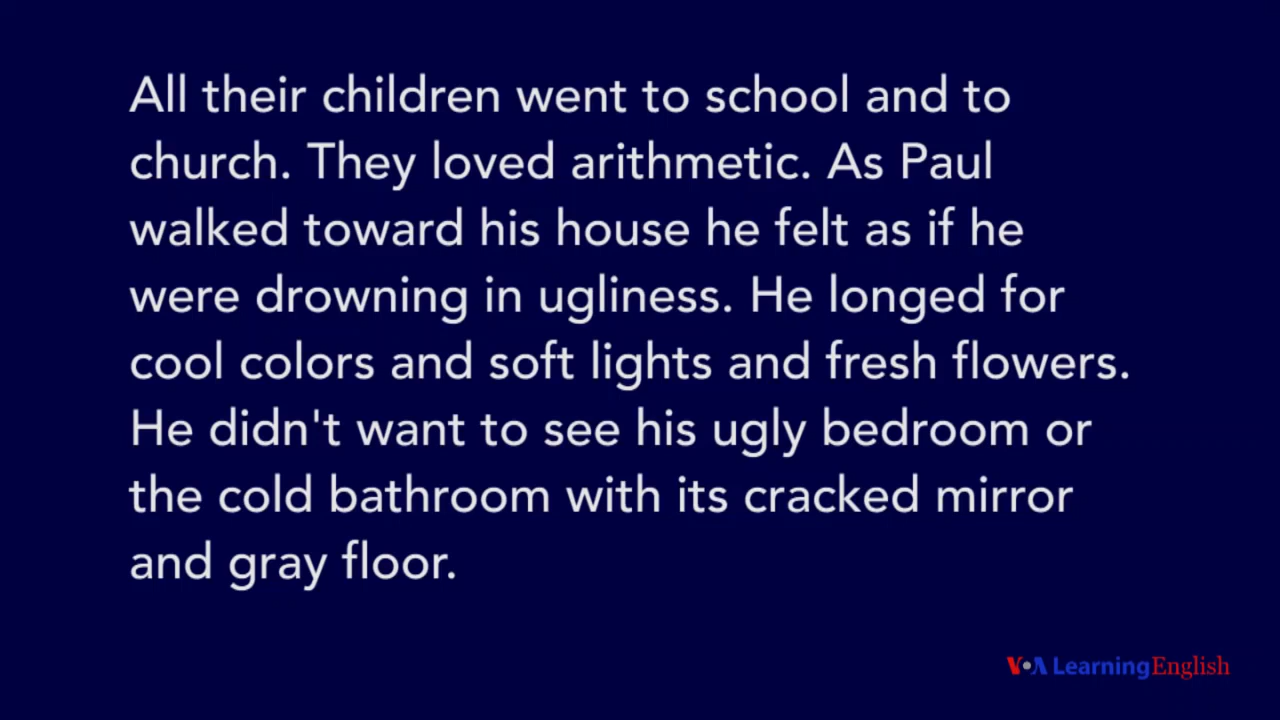 All their children went to school and to
church. They loved arithmetic. As Paul
walked toward his house he felt as if he
were drowning in ugliness. He longed for
cool colors and soft lights and fresh flowers.
He didn't want to see his ugly bedroom or
the cold bathroom with its cracked mirror
and gray floor.
VOA Learning English